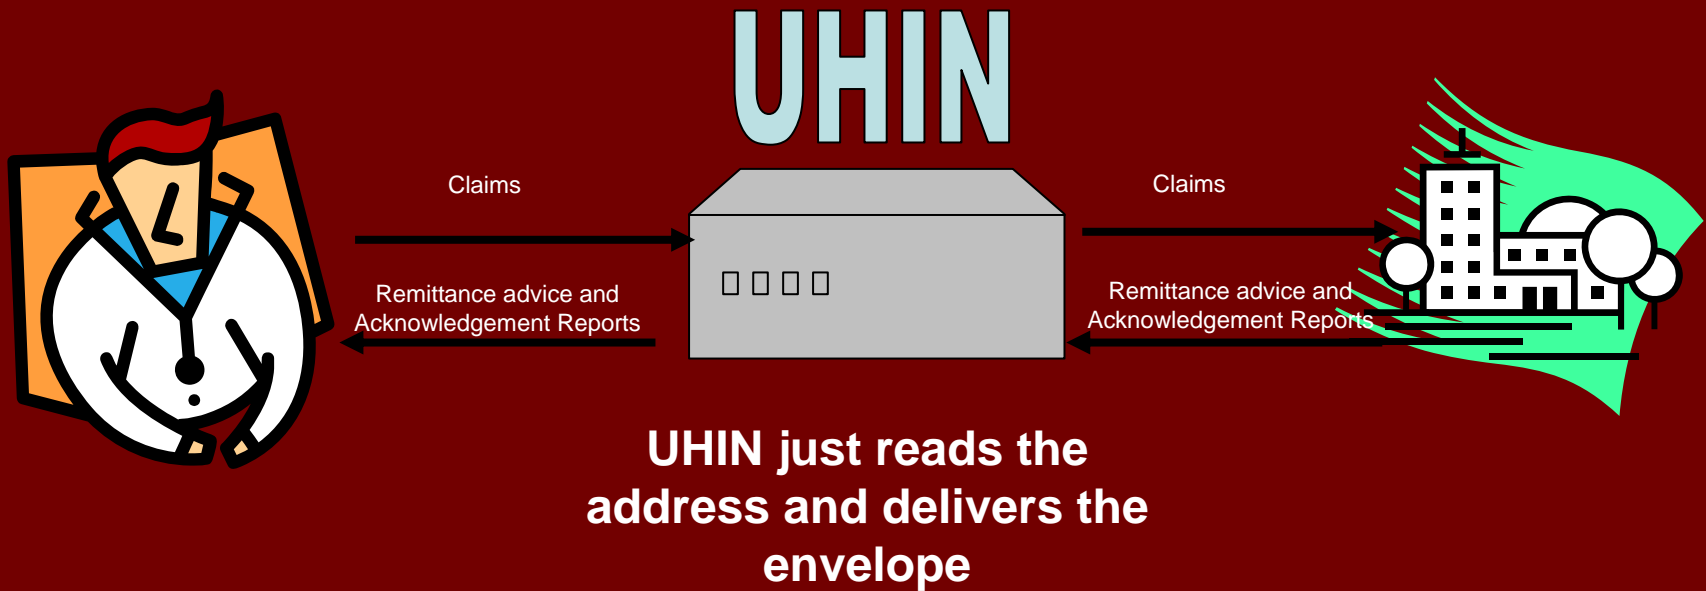 UHIN
Claims
Claims
Remittance advice and
Acknowledgement Reports
Remittance advice and
Acknowledgement Reports
UHIN just reads the
address and delivers the
envelope